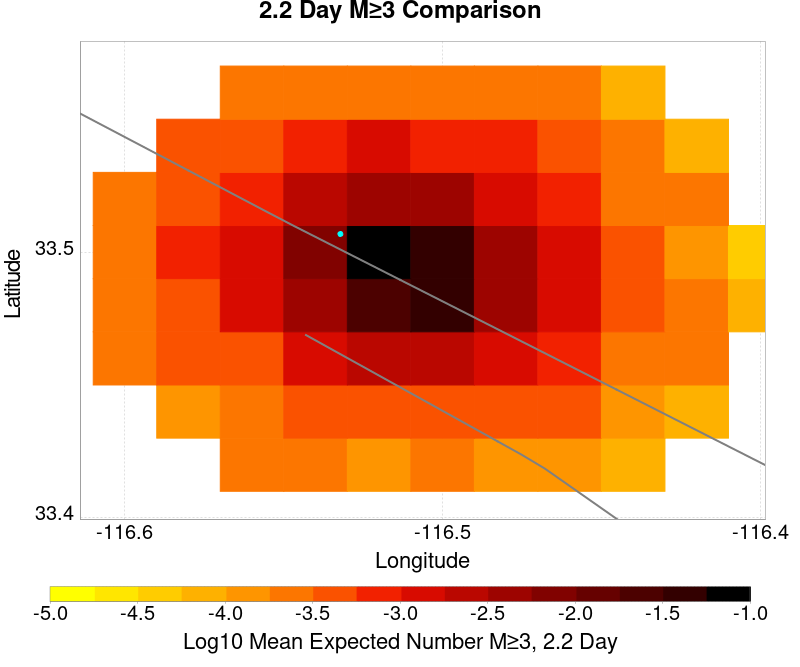 2.2 Day M≥3 Comparison
Latitude
33.5
33.4
-116.6 -116.5 -116.4
Longitude
-5.0 -4.5 -4.0 -3.5 -3.0 -2.5 -2.0 -1.5 -1.0
Log10 Mean Expected Number M≥3, 2.2 Day